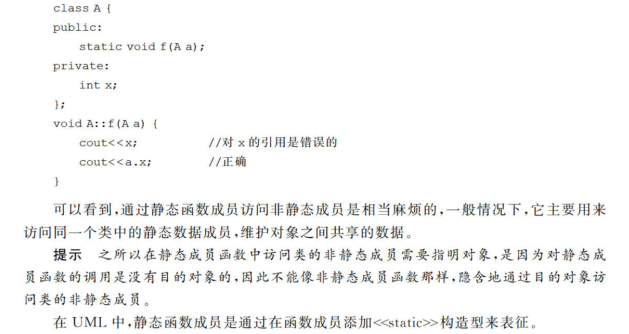 class A {
public:
static void f(A a);
private:
int x;
};
void A::f(A a) {
cout<<x; //对 x 的引用是错误的
cout<<a.x; //正确
}
可以看到,通过静态函数成员访问非静态成员是相当麻烦的,一般情况下,它主要用来
访问同一个类中的静态数据成员,维护对象之间共享的数据。
提示 之所以在静态成员函数中访问类的非静态成员需要指明对象,是因为对静态成
员函数的调用是没有目的对象的,因此不能像非静态成员函数那样,隐含地通过目的对象访
问类的非静态成员。
在 UML 中,静态函数成员是通过在函数成员添加<<static>>构造型来表征。